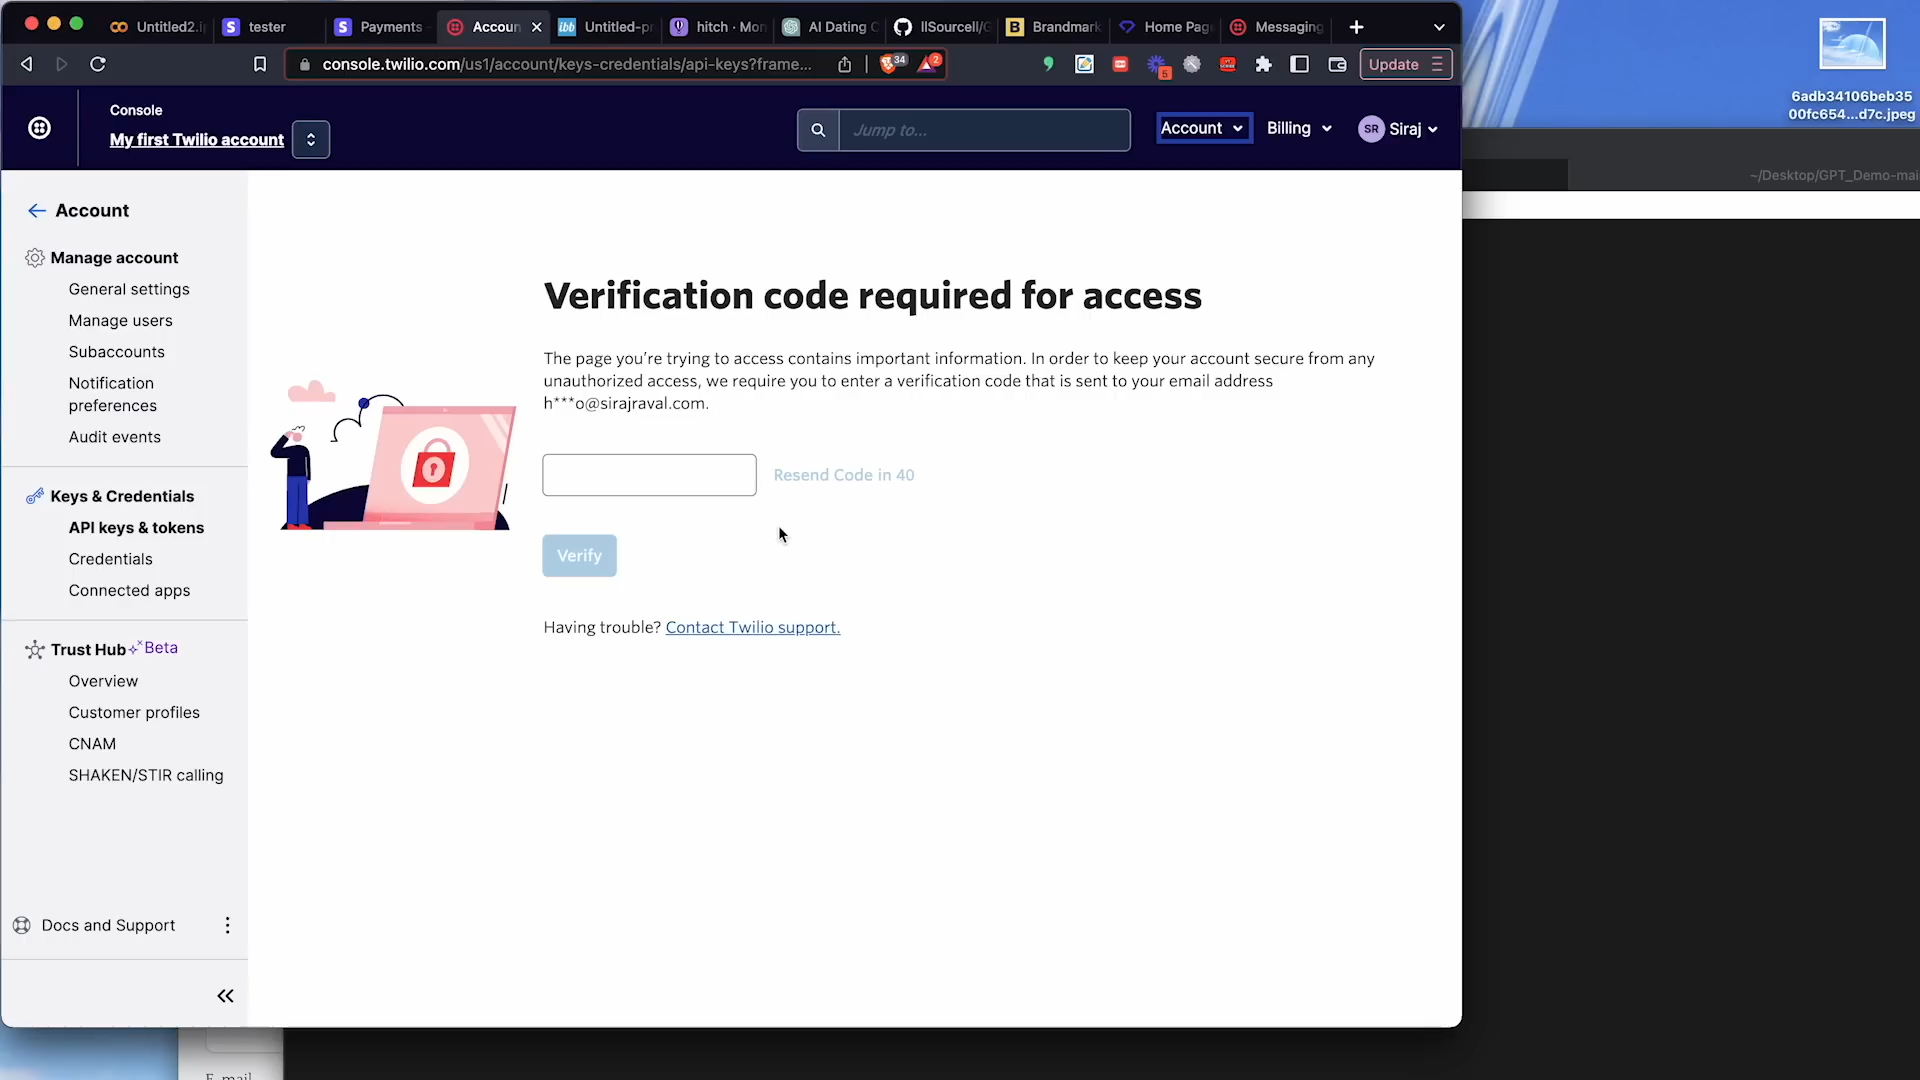 Untitled2.i
tester
Payments
Accoun
Untitled-pr
hitch · Mon
AI Dating C
llSourcell/G
Brandmark
Home Pag
Messaging
console.twilio.com/us1/account/keys-credentials/api-keys?frame...
34
2
5
Update
6adb34106beb35
00fc654...d7c.jpeg
Console
My first Twilio account
Jump to...
Account
Billing
SR
Siraj
~/Desktop/GPT_Demo-mai
Account
Manage account
General settings
Manage users
Subaccounts
Notification
preferences
Audit events
Keys & Credentials
API keys & tokens
Credentials
Connected apps
Trust Hub Beta
Overview
Customer profiles
CNAM
SHAKEN/STIR calling
Docs and Support
Verification code required for access
The page you're trying to access contains important information. In order to keep your account secure from any
unauthorized access, we require you to enter a verification code that is sent to your email address
h***o@sirajraval.com.
Resend Code in 40
Verify
Having trouble? Contact Twilio support.
E-mail